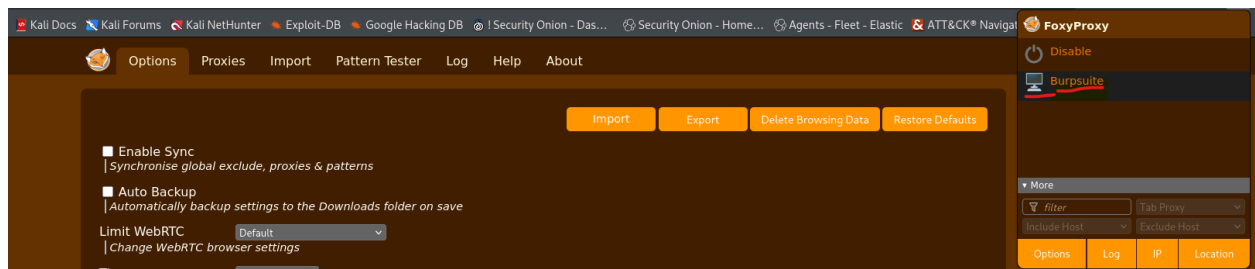 Kali Docs Kali Forums Kali NetHunter Exploit-DB Google Hacking DB ! Security Onion - Das... Security Onion - Home... Agents - Fleet - Elastic ATT&CK® Navigat
FoxyProxy
Disable
Burpsuite
Options Proxies Import Pattern Tester Log Help About
Import Export Delete Browsing Data Restore Defaults
Enable Sync
Synchronise global exclude, proxies & patterns
Auto Backup
Automatically backup settings to the Downloads folder on save
Limit WebRTC Default
Change WebRTC browser settings
More
filter Tab Proxy
Include Host Exclude Host
Options Log IP Location